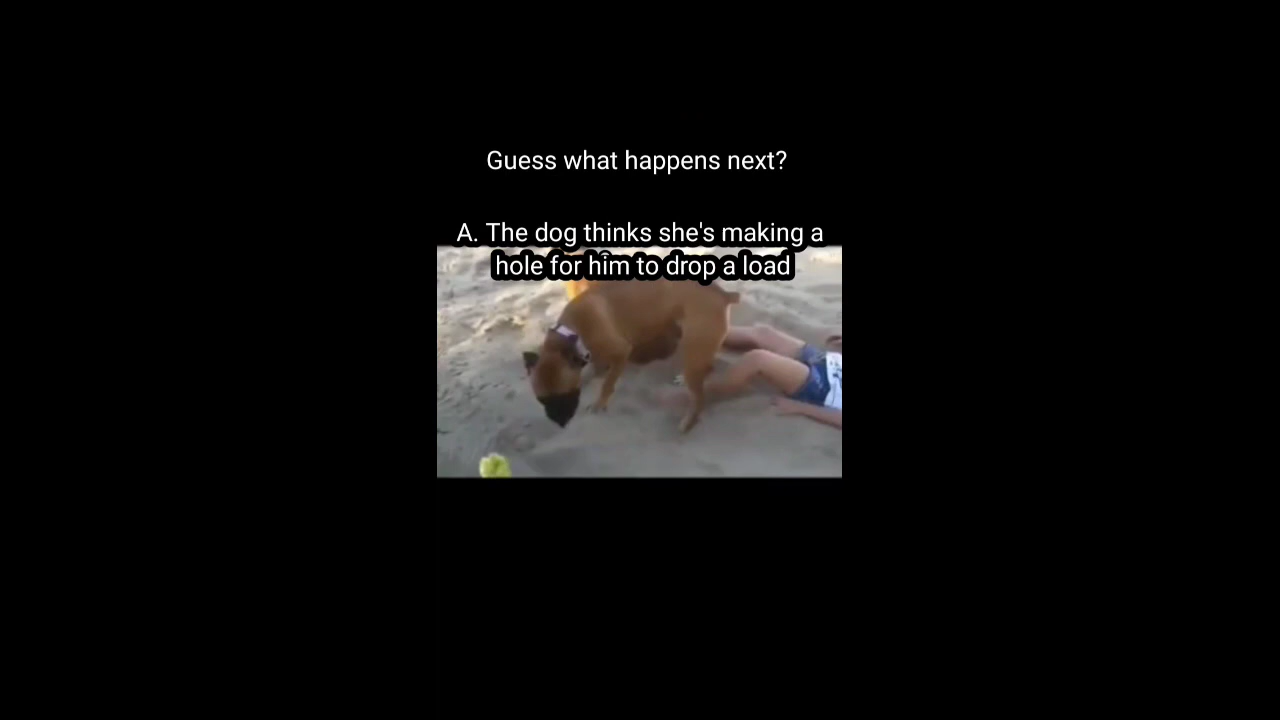 Guess what happens next?
A. The dog thinks she's making a
hole for him to drop a load